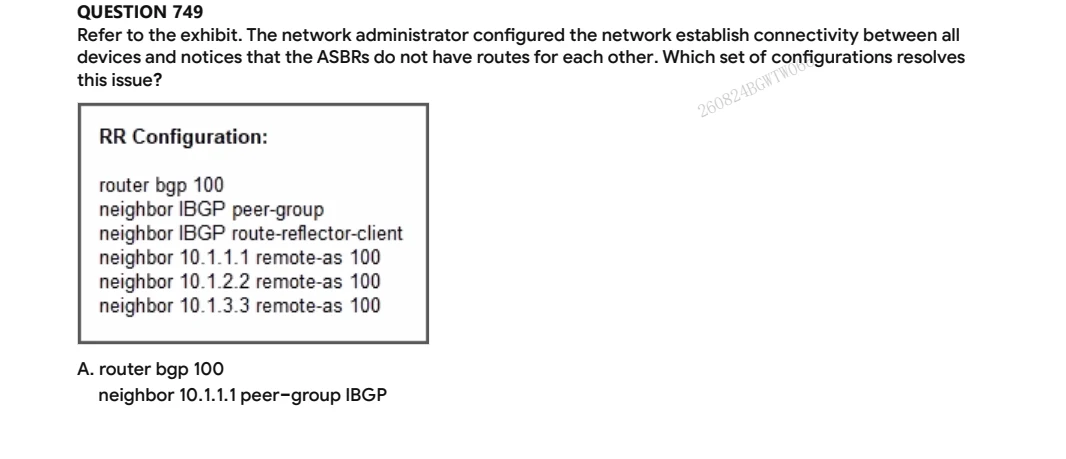 QUESTION 749
Refer to the exhibit. The network administrator configured the network establish connectivity between all
devices and notices that the ASBRs do not have routes for each other. Which set of configurations resolves
this issue?
RR Configuration:
router bgp 100
neighbor IBGP peer-group
neighbor IBGP route-reflector-client
neighbor 10.1.1.1 remote-as 100
neighbor 10.1.2.2 remote-as 100
neighbor 10.1.3.3 remote-as 100
A. router bgp 100
neighbor 10.1.1.1 peer-group IBGP